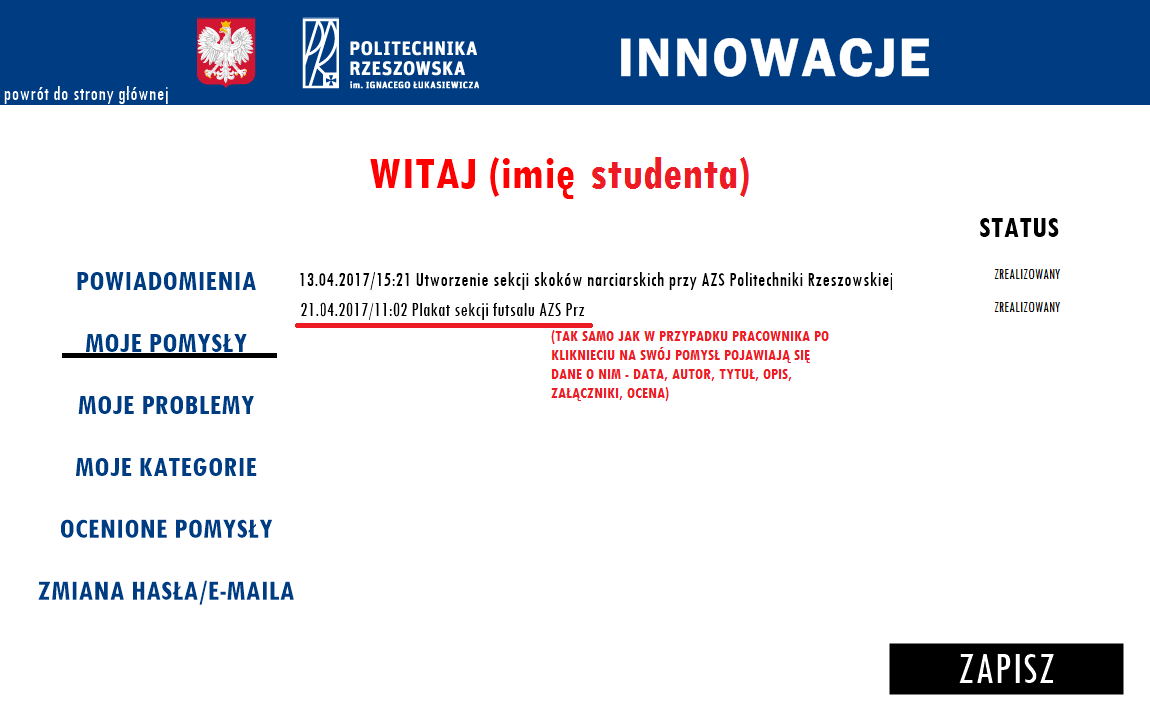 powrót do strony głównej
POLITECHNIKA
RZESZOWSKA
im. IGNACEGO ŁUKASIEWICZA
INNOWACJE
WITAJ (imię studenta)
STATUS
POWIADOMIENIA
13.04.2017/15:21 Utworzenie sekcji skoków narciarskich przy AZS Politechniki Rzeszowskiej
ZREALIZOWANY
21.04.2017/11:02 Plakat sekcji futsalu AZS Prz
ZREALIZOWANY
MOJE POMYSŁY
(TAK SAMO JAK W PRZYPADKU PRACOWNIKA PO
KLIKNIECIU NA SWÓJ POMYSŁ POJAWIAJĄ SIĘ
DANE O NIM - DATA, AUTOR, TYTUŁ, OPIS,
ZAŁĄCZNIKI, OCENA)
MOJE PROBLEMY
MOJE KATEGORIE
OCENIONE POMYSŁY
ZMIANA HASŁA/E-MAILA
ZAPISZ